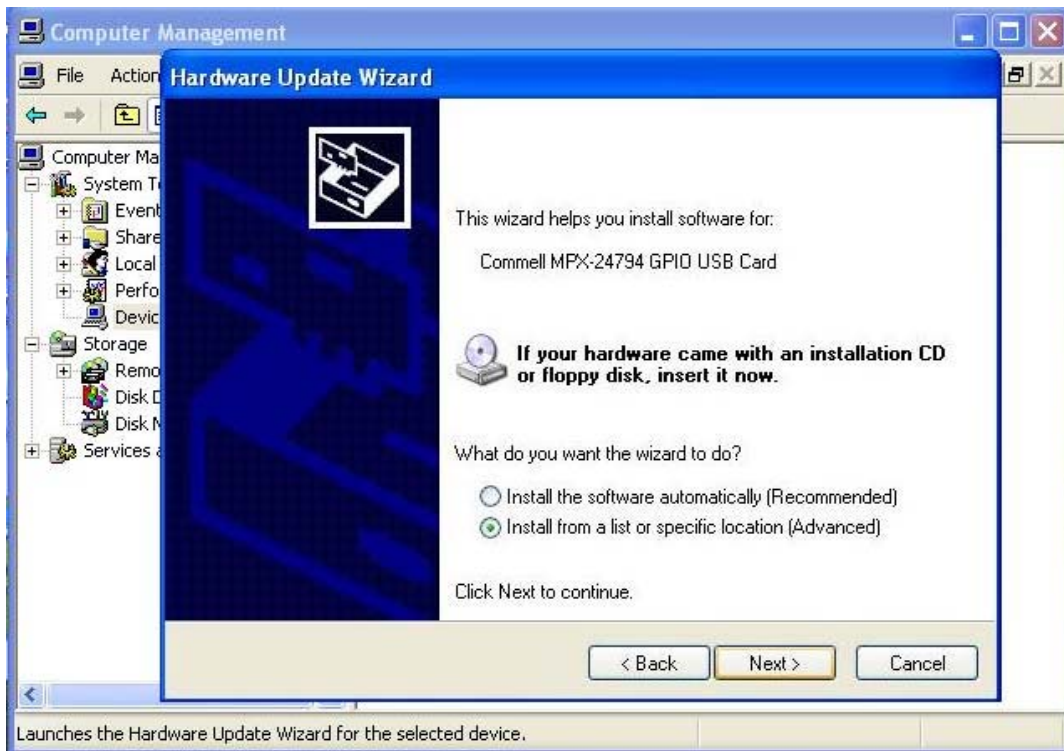 Computer Management
File Action
Hardware Update Wizard
Computer Ma
System T
Event
Share
Local
Perfo
Devic
Storage
Remo
Disk D
Disk M
Services a
This wizard helps you install software for:
Commell MPX-24794 GPIO USB Card
If your hardware came with an installation CD
or floppy disk, insert it now.
What do you want the wizard to do?
Install the software automatically (Recommended)
Install from a list or specific location (Advanced)
Click Next to continue.
< Back Next > Cancel
Launches the Hardware Update Wizard for the selected device.